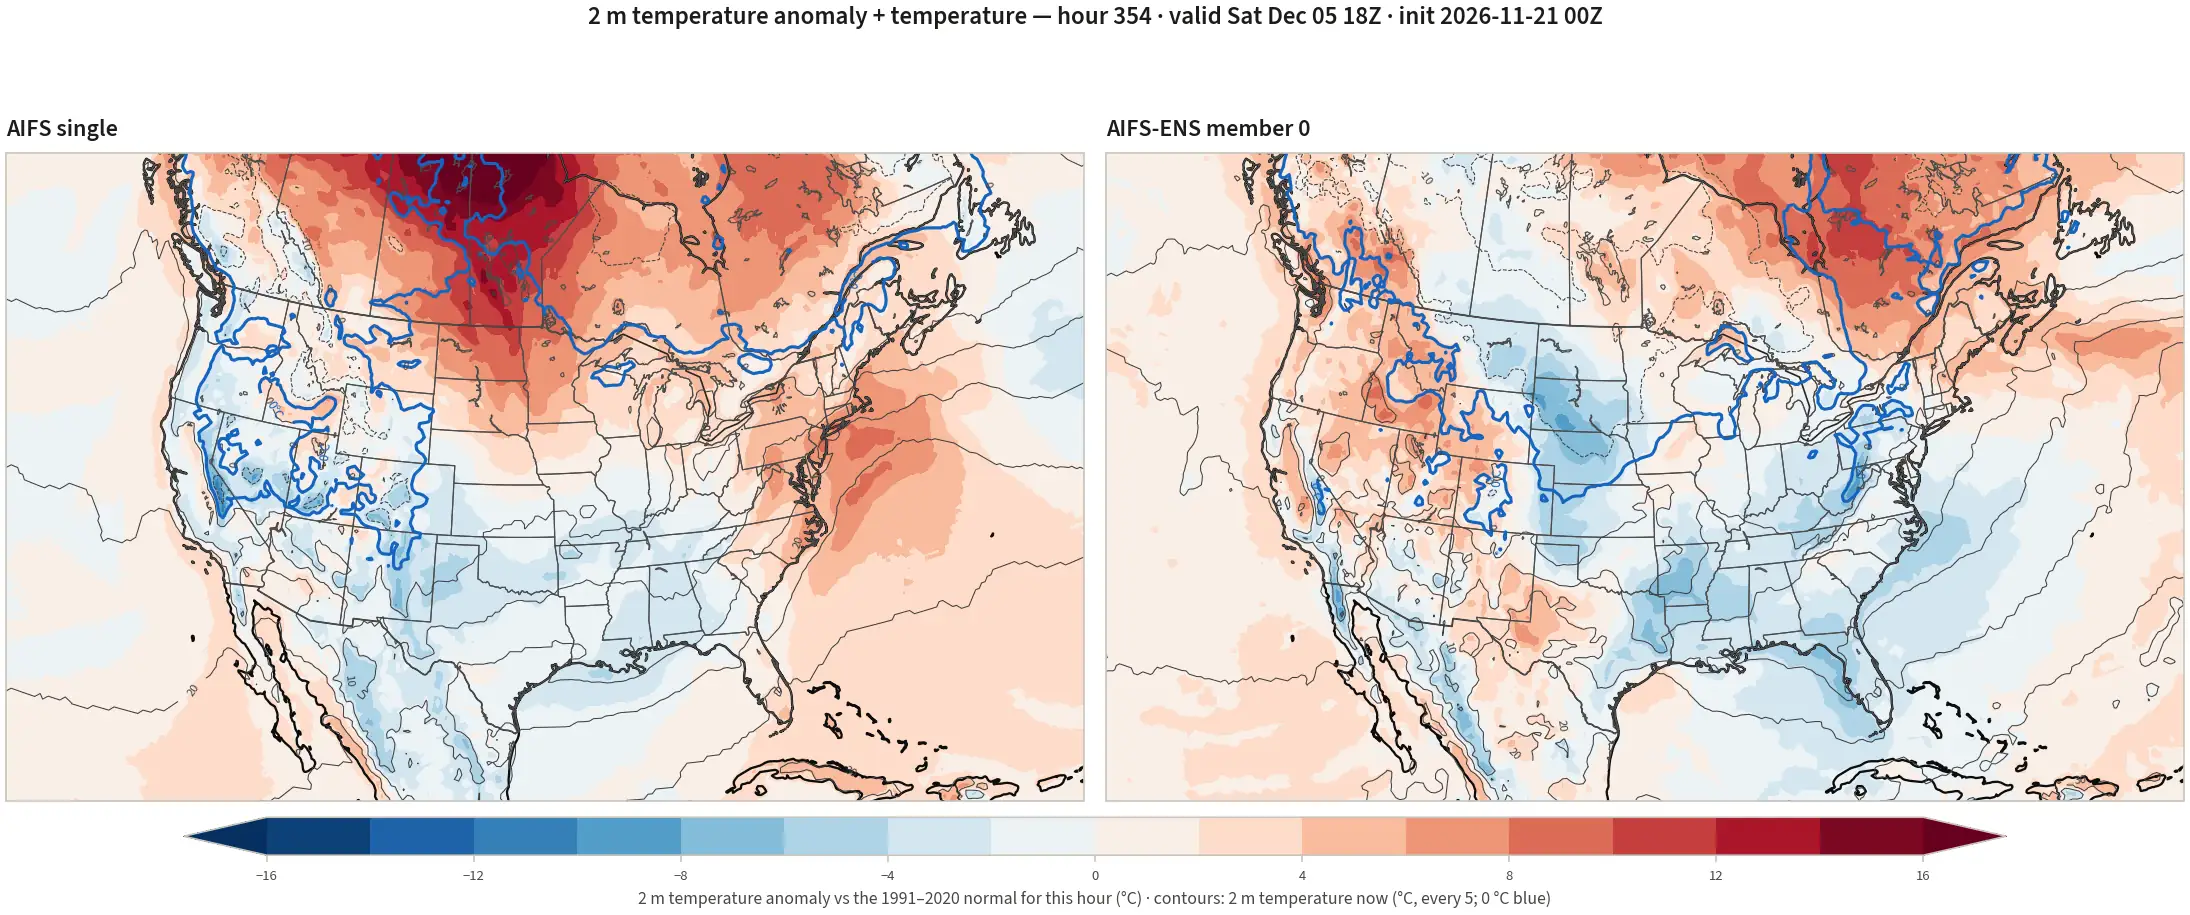 2 m temperature anomaly + temperature — hour 354 · valid Sat Dec 05 18Z · init 2026-11-21 00Z
AIFS single
AIFS-ENS member 0
−16 −12 −8 −4 0 4 8 12 16
2 m temperature anomaly vs the 1991–2020 normal for this hour (°C) · contours: 2 m temperature now (°C, every 5; 0 °C blue)